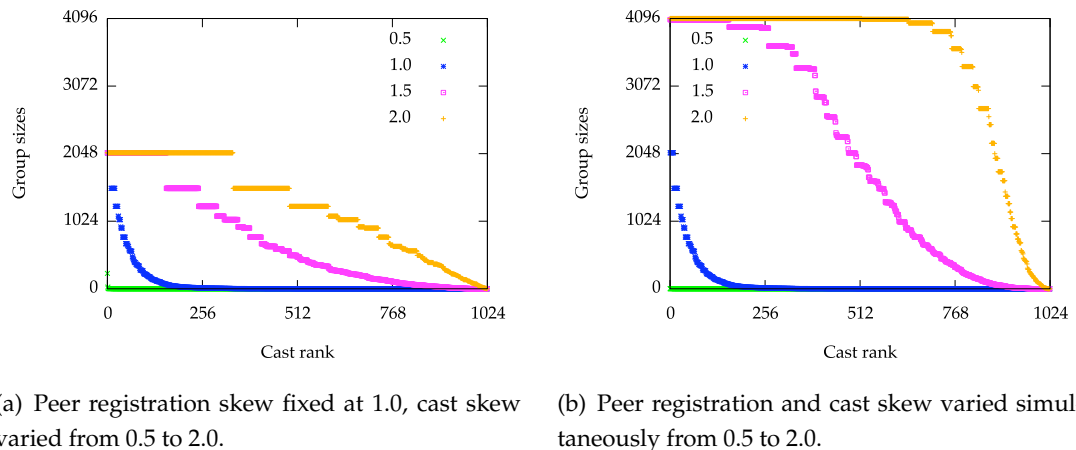 4096
3072
2048
1024
0
Group sizes
0.5
1.0
1.5
2.0
0 256 512 768 1024
Cast rank
(a) Peer registration skew fixed at 1.0, cast skew
varied from 0.5 to 2.0.
4096
3072
2048
1024
0
Group sizes
0.5
1.0
1.5
2.0
0 256 512 768 1024
Cast rank
(b) Peer registration and cast skew varied simul
taneously from 0.5 to 2.0.